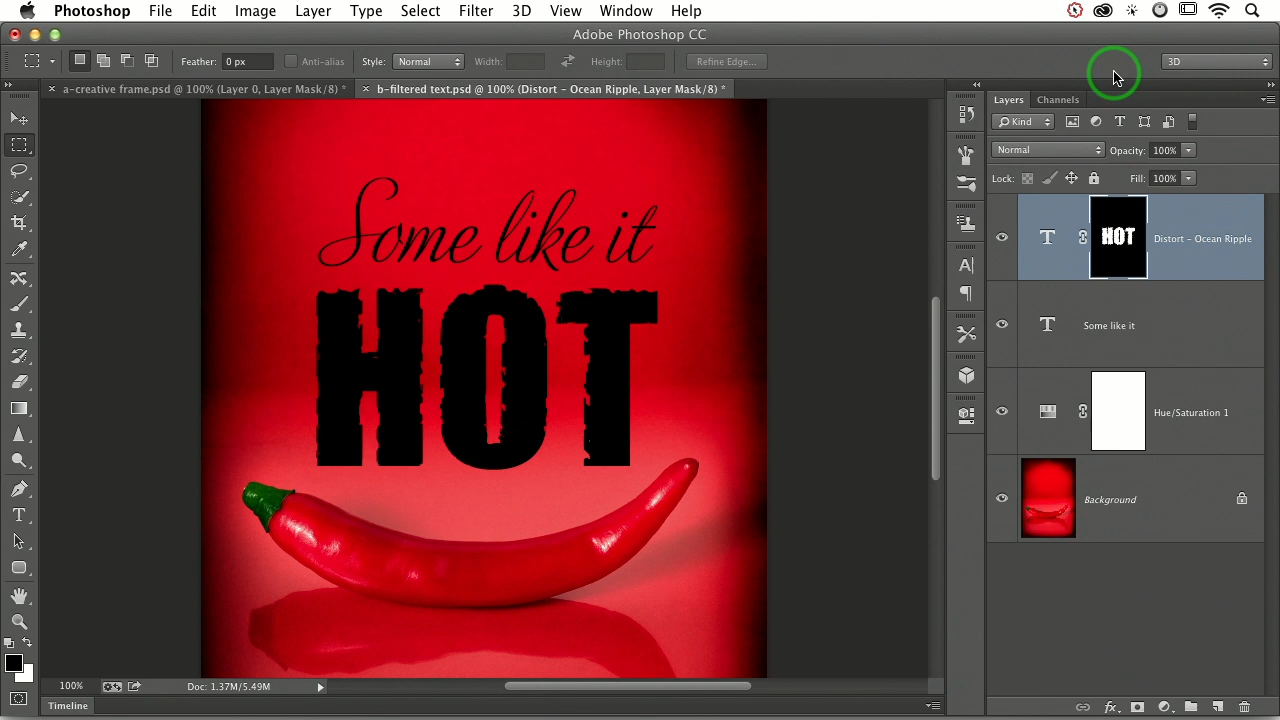 Photoshop File Edit Image Layer Type Select Filter 3D View Window Help
Adobe Photoshop CC
Feather: 0 px Anti-alias Style: Normal Width: Height: Refine Edge... 3D
a-creative frame.psd @ 100% (Layer 0, Layer Mask/8) *
b-filtered text.psd @ 100% (Distort - Ocean Ripple, Layer Mask/8) *
Layers Channels
Kind
Normal Opacity: 100%
Lock: Fill: 100%
HOT Distort - Ocean Ripple
Some like it
Hue/Saturation 1
Background
Some like it
HOT
100% Doc: 1.37M/5.49M
Timeline